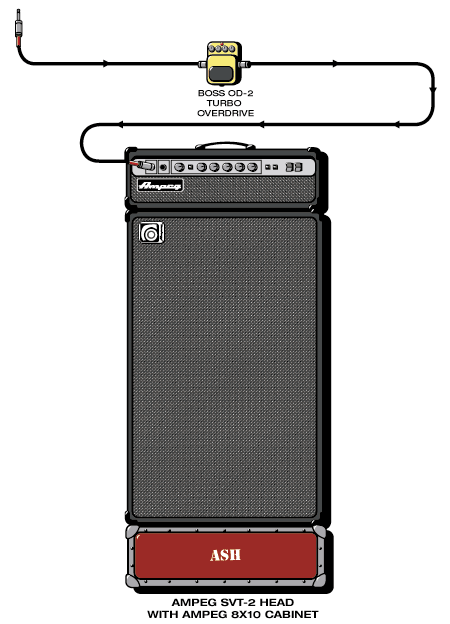 BOSS OD-2
TURBO
OVERDRIVE
Ampeg
ASH
AMPEG SVT-2 HEAD
WITH AMPEG 8X10 CABINET